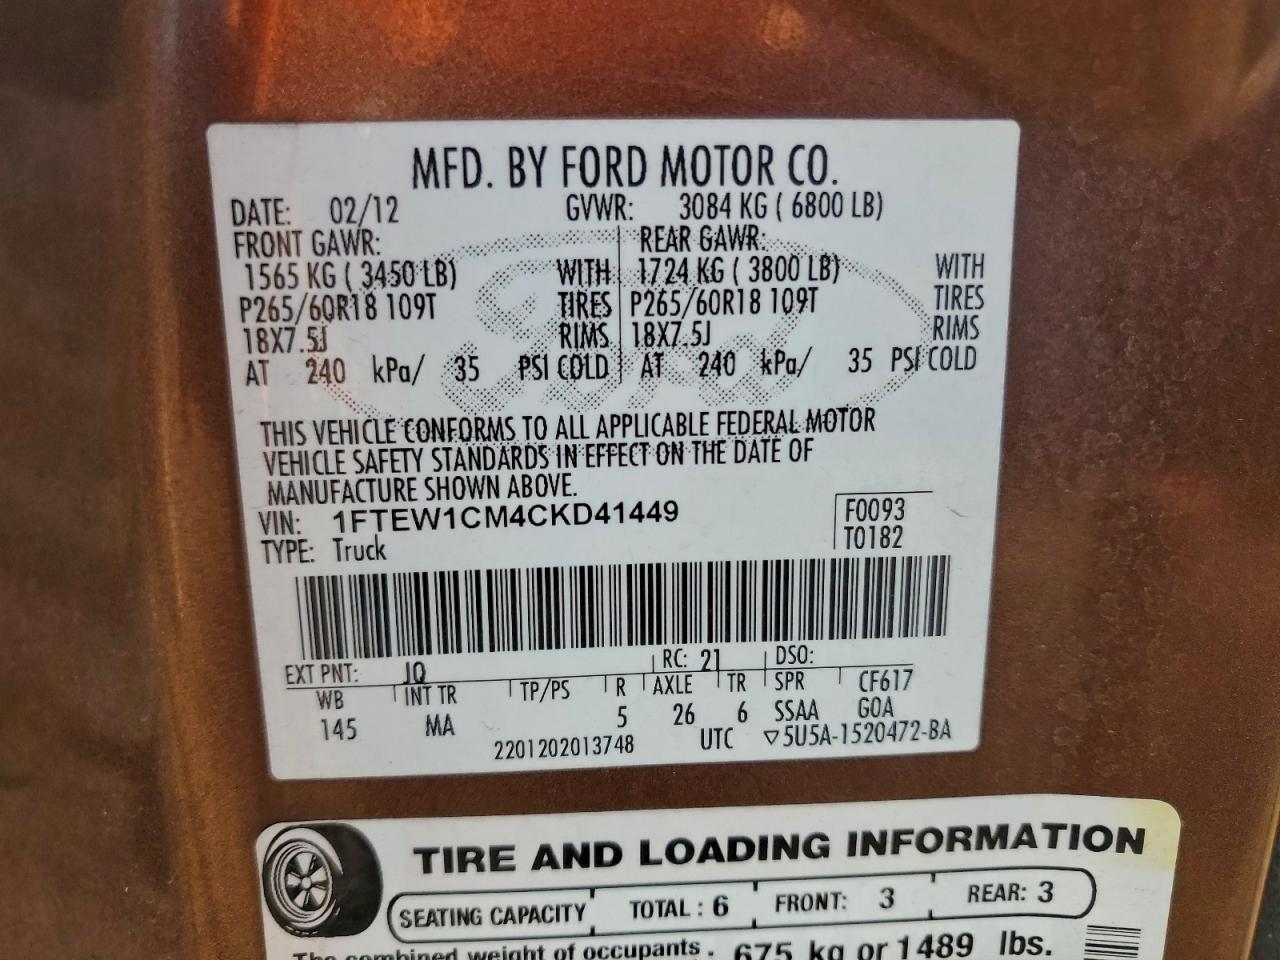 MFD. BY FORD MOTOR CO.
DATE: 02/12 GVWR: 3084 KG ( 6800 LB)
FRONT GAWR: REAR GAWR:
1565 KG ( 3450 LB) WITH 1724 KG ( 3800 LB) WITH
P265/60R18 109T TIRES P265/60R18 109T TIRES
18X7.5J RIMS 18X7.5J RIMS
AT 240 kPa/ 35 PSI COLD AT 240 kPa/ 35 PSI COLD
THIS VEHICLE CONFORMS TO ALL APPLICABLE FEDERAL MOTOR
VEHICLE SAFETY STANDARDS IN EFFECT ON THE DATE OF
MANUFACTURE SHOWN ABOVE.
VIN: 1FTEW1CM4CKD41449 F0093
TYPE: Truck T0182
EXT PNT: JQ RC: 21 DSO:
WB INT TR TP/PS R AXLE TR SPR CF617
145 MA 5 26 6 SSAA GOA
2201202013748 UTC ▽5U5A-1520472-BA
TIRE AND LOADING INFORMATION
SEATING CAPACITY TOTAL : 6 FRONT: 3 REAR: 3
The combined weight of occupants . 675 kg or 1489 lbs.